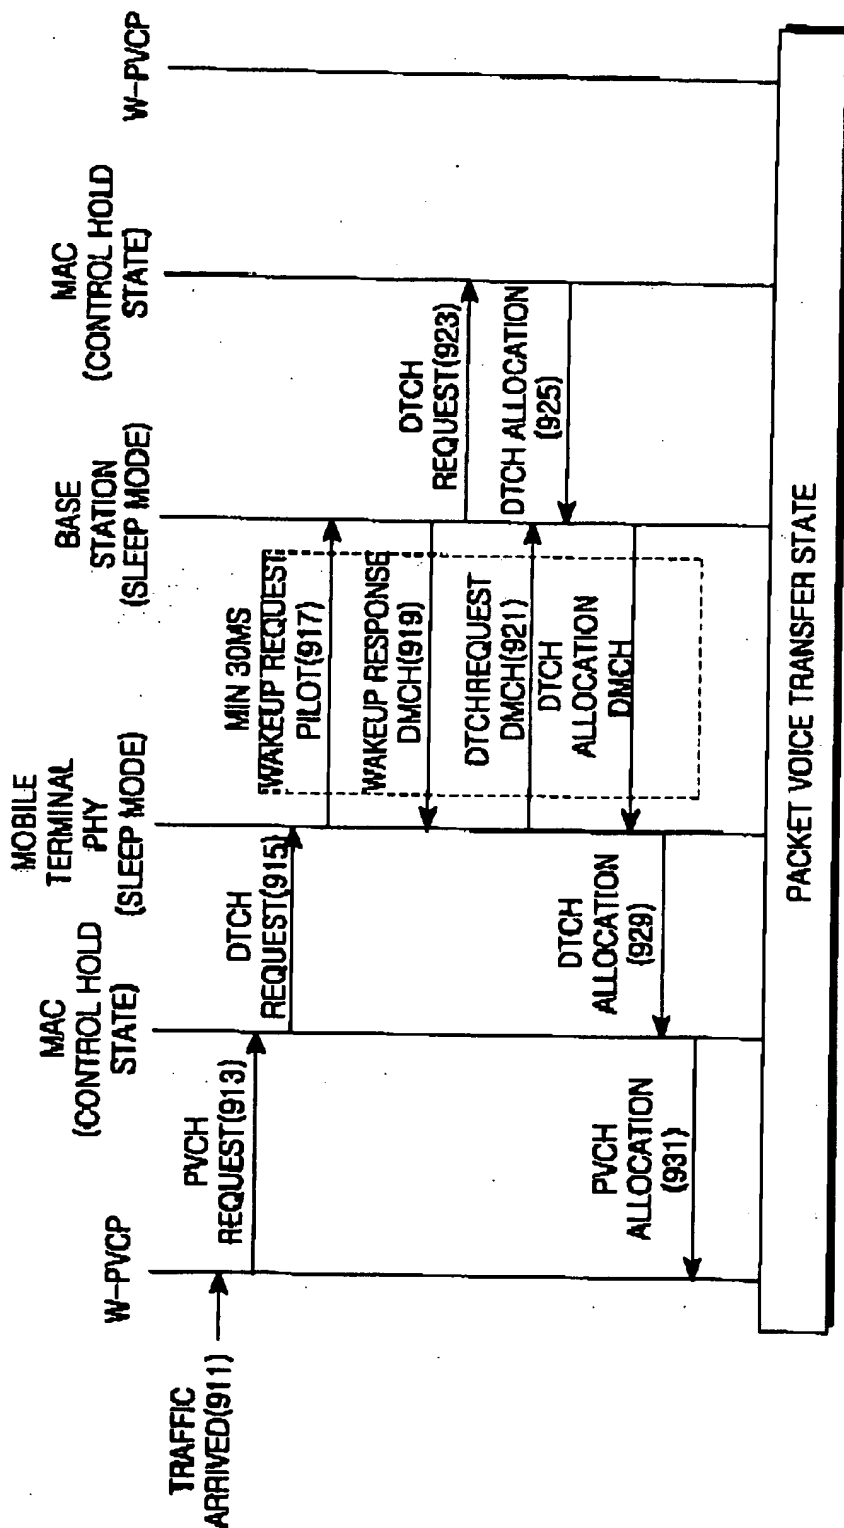 W-PVCP
MAC
(CONTROL HOLD
STATE)
MOBILE
TERMINAL
PHY
(SLEEP MODE)
BASE
STATION
(SLEEP MODE)
MAC
(CONTROL HOLD
STATE)
W-PVCP
TRAFFIC
ARRIVED(911)
PVCH
REQUEST(913)
DTCH
REQUEST(915)
MIN 30MS
WAKEUP REQUEST
PILOT(917)
WAKEUP RESPONSE
DMCH(919)
DTCHREQUEST
DMCH(921)
DTCH
REQUEST(923)
DTCH ALLOCATION
(925)
DTCH
ALLOCATION
DMCH
DTCH
ALLOCATION
(929)
PVCH
ALLOCATION
(931)
PACKET VOICE TRANSFER STATE